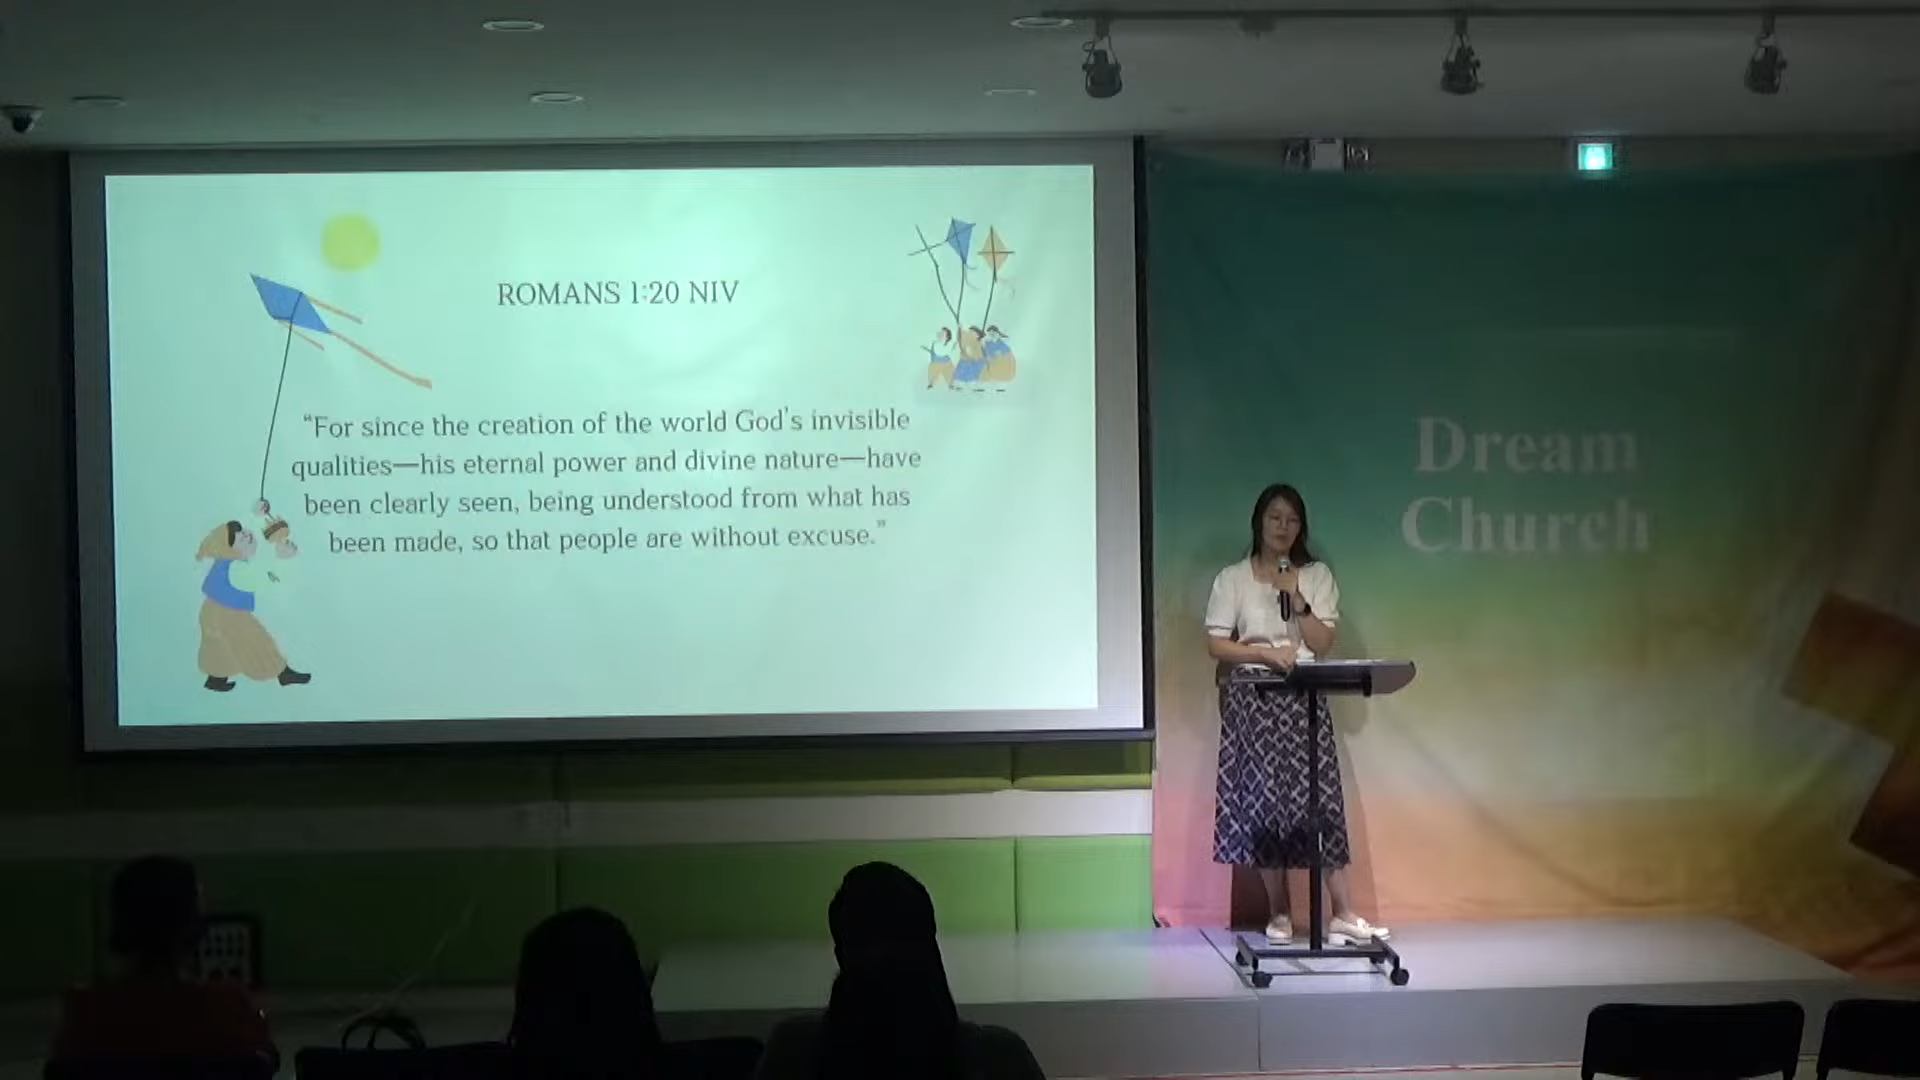 ROMANS 1:20 NIV
“For since the creation of the world God's invisible
qualities—his eternal power and divine nature—have
been clearly seen, being understood from what has
been made, so that people are without excuse.”
Dream
Church